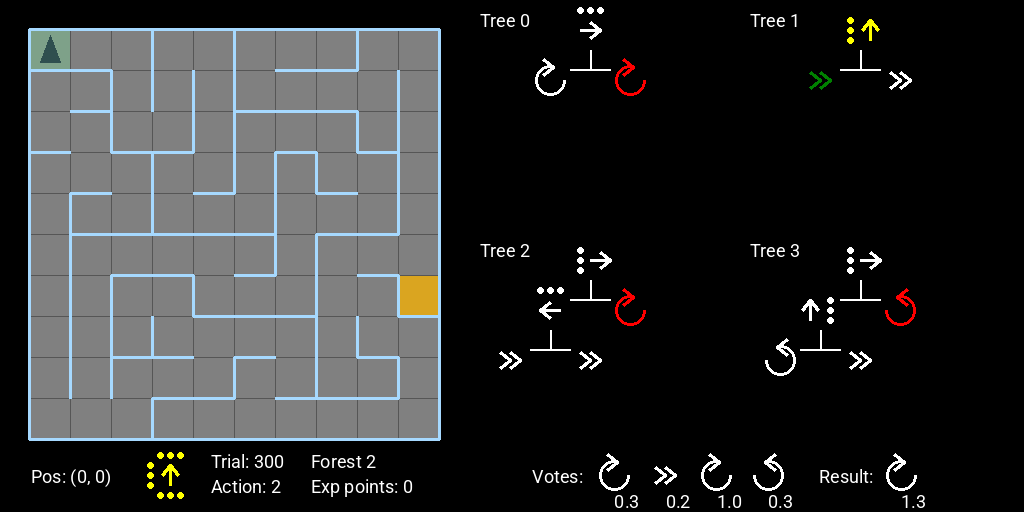 Tree 0
Tree 1
Tree 2
Tree 3
Pos: (0, 0)
Trial: 300
Forest 2
Action: 2
Exp points: 0
Votes:
0.3
0.2
1.0
0.3
Result:
1.3